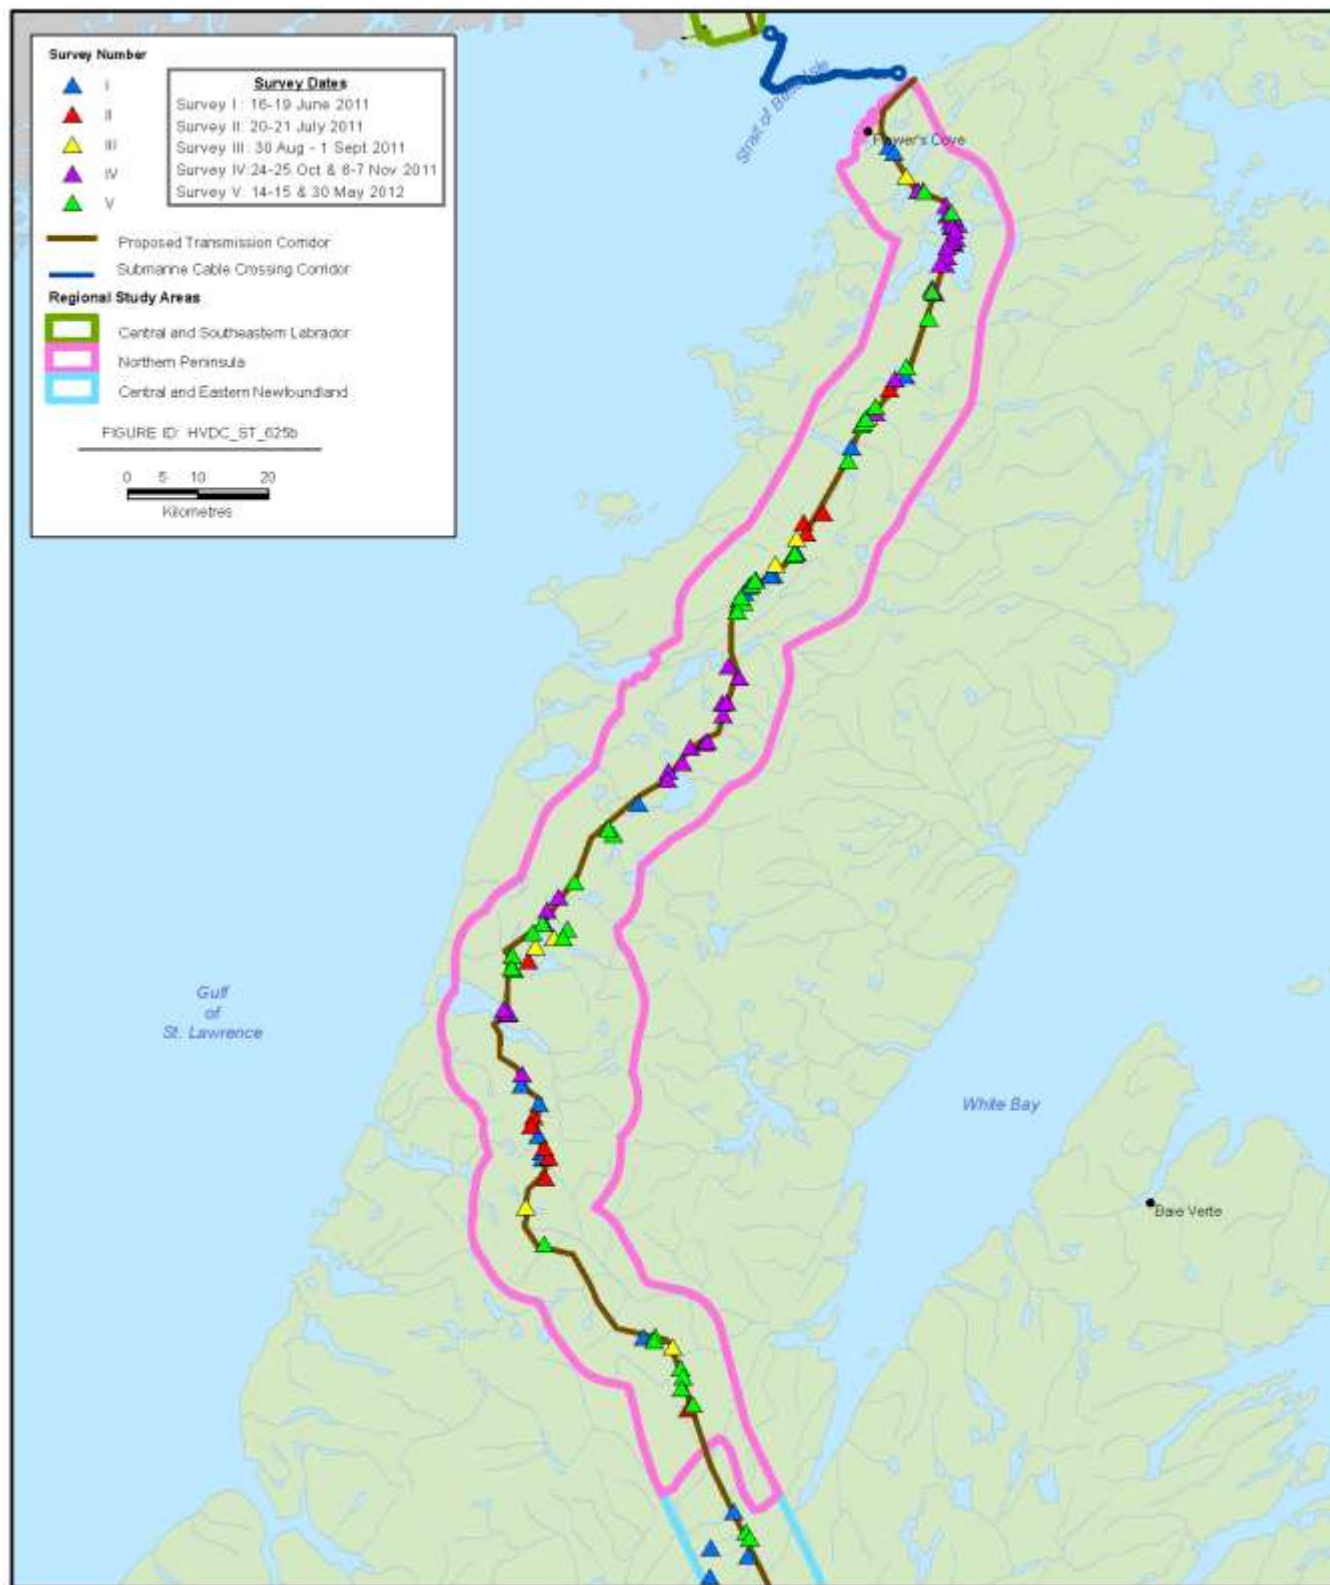 Survey Number
I
II
III
IV
V
Survey Dates
Survey I : 16-19 June 2011
Survey II: 20-21 July 2011
Survey III: 30 Aug - 1 Sept 2011
Survey IV:24-25 Oct & 6-7 Nov 2011
Survey V: 14-15 & 30 May 2012
Proposed Transmission Corridor
Submarine Cable Crossing Corridor
Regional Study Areas
Central and Southeastern Labrador
Northern Peninsula
Central and Eastern Newfoundland
FIGURE ID: HVDC_ST_625b
0 5 10 20
Kilometres
Strait of Belle Isle
Flower's Cove
Gulf
of
St. Lawrence
White Bay
Baie Verte